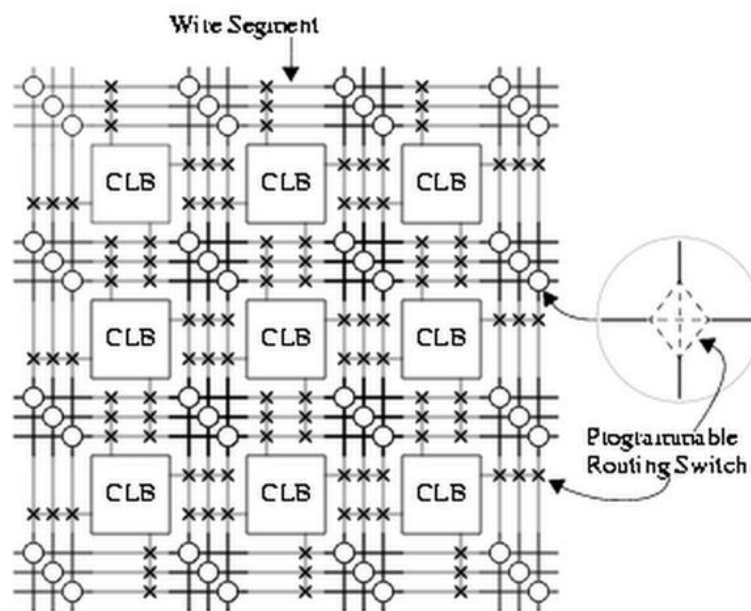 Wire Segment
CLB CLB CLB
CLB CLB CLB
Programmable
Routing Switch
CLB CLB CLB